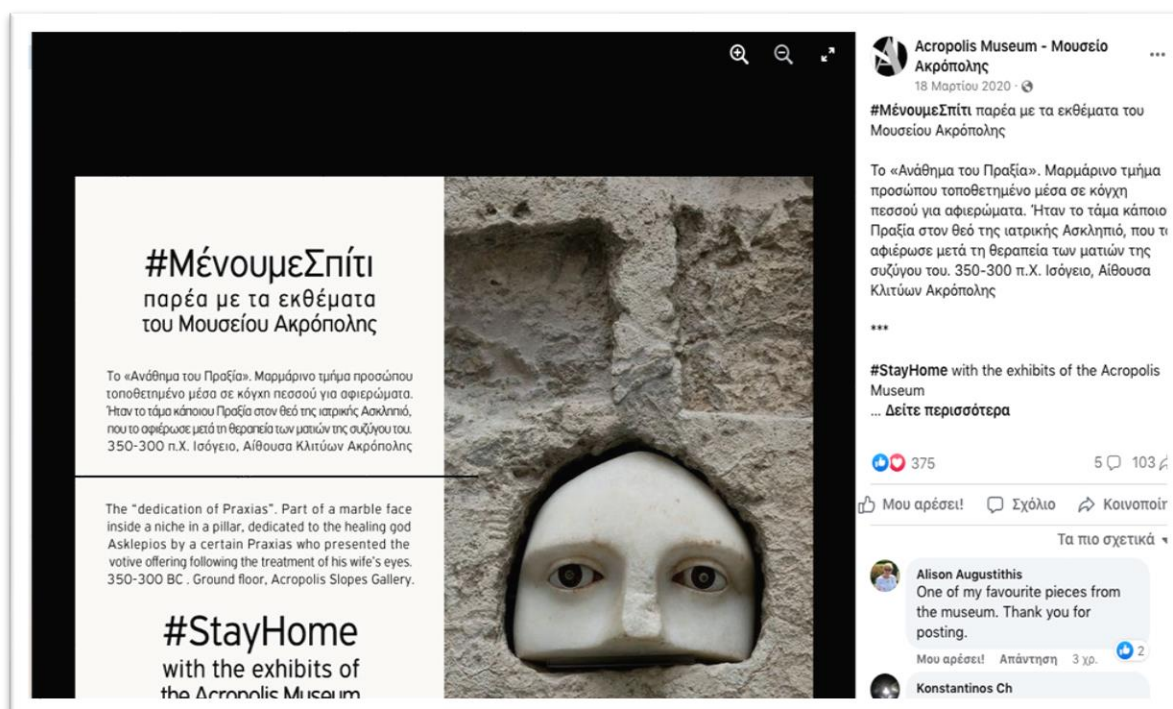 #ΜένουμεΣπίτι
παρέα με τα εκθέματα
του Μουσείου Ακρόπολης
Το «Ανάθημα του Πραξία». Μαρμάρινο τμήμα προσώπου
τοποθετημένο μέσα σε κόγχη πεσσού για αφιερώματα.
Ήταν το τάμα κάποιου Πραξία στον θεό της ιατρικής Ασκληπιό,
που το αφιέρωσε μετά τη θεραπεία των ματιών της συζύγου του.
350-300 π.Χ. Ισόγειο, Αίθουσα Κλιτύων Ακρόπολης
The "dedication of Praxias". Part of a marble face
inside a niche in a pillar, dedicated to the healing god
Asklepios by a certain Praxias who presented the
votive offering following the treatment of his wife's eyes.
350-300 BC . Ground floor, Acropolis Slopes Gallery.
#StayHome
with the exhibits of
the Acropolis Museum
Acropolis Museum - Μουσείο
Ακρόπολης
18 Μαρτίου 2020 ·
#ΜένουμεΣπίτι παρέα με τα εκθέματα του
Μουσείου Ακρόπολης
Το «Ανάθημα του Πραξία». Μαρμάρινο τμήμα
προσώπου τοποθετημένο μέσα σε κόγχη
πεσσού για αφιερώματα. Ήταν το τάμα κάποιο
Πραξία στον θεό της ιατρικής Ασκληπιό, που το
αφιέρωσε μετά τη θεραπεία των ματιών της
συζύγου του. 350-300 π.Χ. Ισόγειο, Αίθουσα
Κλιτύων Ακρόπολης
***
#StayHome with the exhibits of the Acropolis
Museum
... Δείτε περισσότερα
375 5 103
Μου αρέσει! Σχόλιο Κοινοποίη
Τα πιο σχετικά
Alison Augustithis
One of my favourite pieces from
the museum. Thank you for
posting.
Μου αρέσει! Απάντηση 3 χρ. 2
Konstantinos Ch